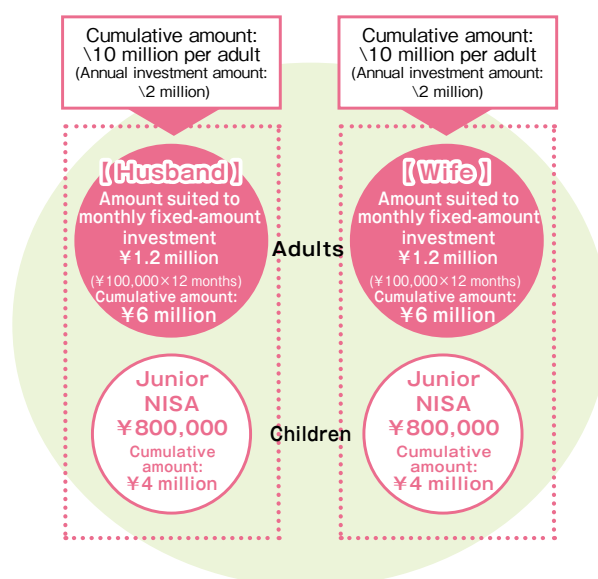 Cumulative amount:
\10 million per adult
(Annual investment amount:
\2 million)
Cumulative amount:
\10 million per adult
(Annual investment amount:
\2 million)
【Husband】
Amount suited to
monthly fixed-amount
investment
¥1.2 million
(¥100,000×12 months)
Cumulative amount:
¥6 million
Adults
【Wife】
Amount suited to
monthly fixed-amount
investment
¥1.2 million
(¥100,000×12 months)
Cumulative amount:
¥6 million
Junior
NISA
¥800,000
Cumulative
amount:
¥4 million
Children
Junior
NISA
¥800,000
Cumulative
amount:
¥4 million